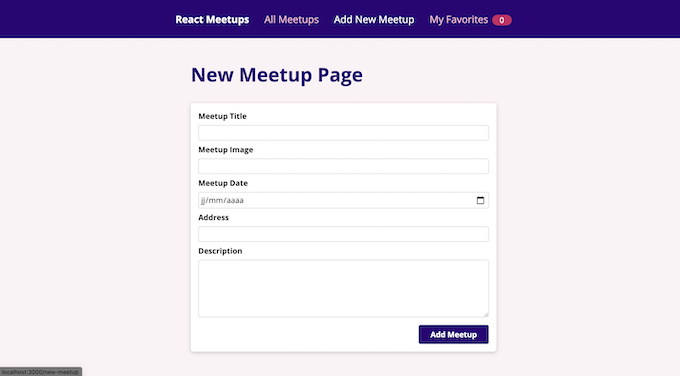 React Meetups All Meetups Add New Meetup My Favorites 0
New Meetup Page
Meetup Title
Meetup Image
Meetup Date
jj/mm/aaaa
Address
Description
Add Meetup
localhost:3000/new-meetup